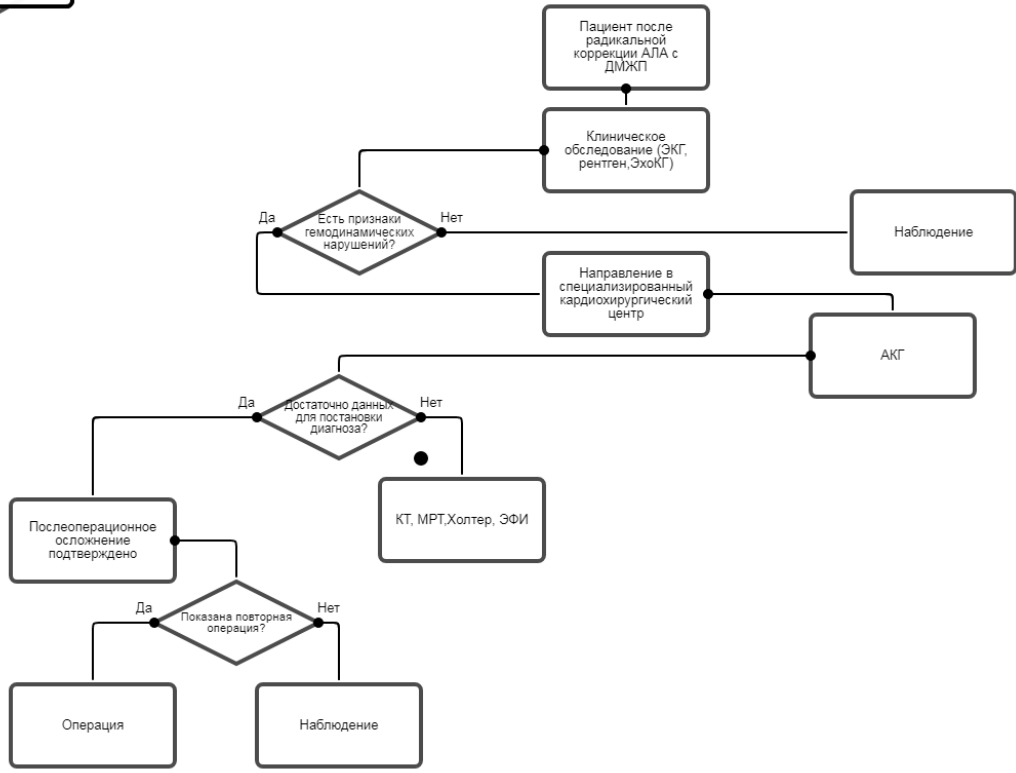 Пациент после
радикальной
коррекции АЛА с
ДМЖП
Клиническое
обследование (ЭКГ,
рентген,ЭхоКГ)
Да
Есть признаки
гемодинамических
нарушений?
Нет
Наблюдение
Направление в
специализированный
кардиохирургический
центр
АКГ
Да
Достаточно данных
для постановки
диагноза?
Нет
Послеоперационное
осложнение
подтверждено
КТ, МРТ,Холтер, ЭФИ
Да
Показана повторная
операция?
Нет
Операция
Наблюдение